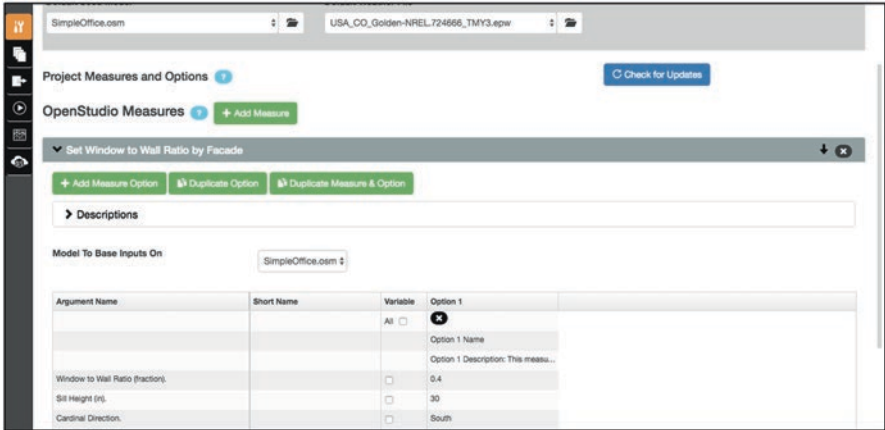 SimpleOffice.osm
USA_CO_Golden-NREL.724666_TMY3.epw
Project Measures and Options ?
Check for Updates
OpenStudio Measures ?
+ Add Measure
Set Window to Wall Ratio by Facade
+ Add Measure Option
Duplicate Option
Duplicate Measure & Option
Descriptions
Model To Base Inputs On
SimpleOffice.osm
Argument Name Short Name Variable Option 1
All
Option 1 Name
Option 1 Description: This measu...
Window to Wall Ratio (fraction). 0.4
Sill Height (in). 30
Cardinal Direction. South